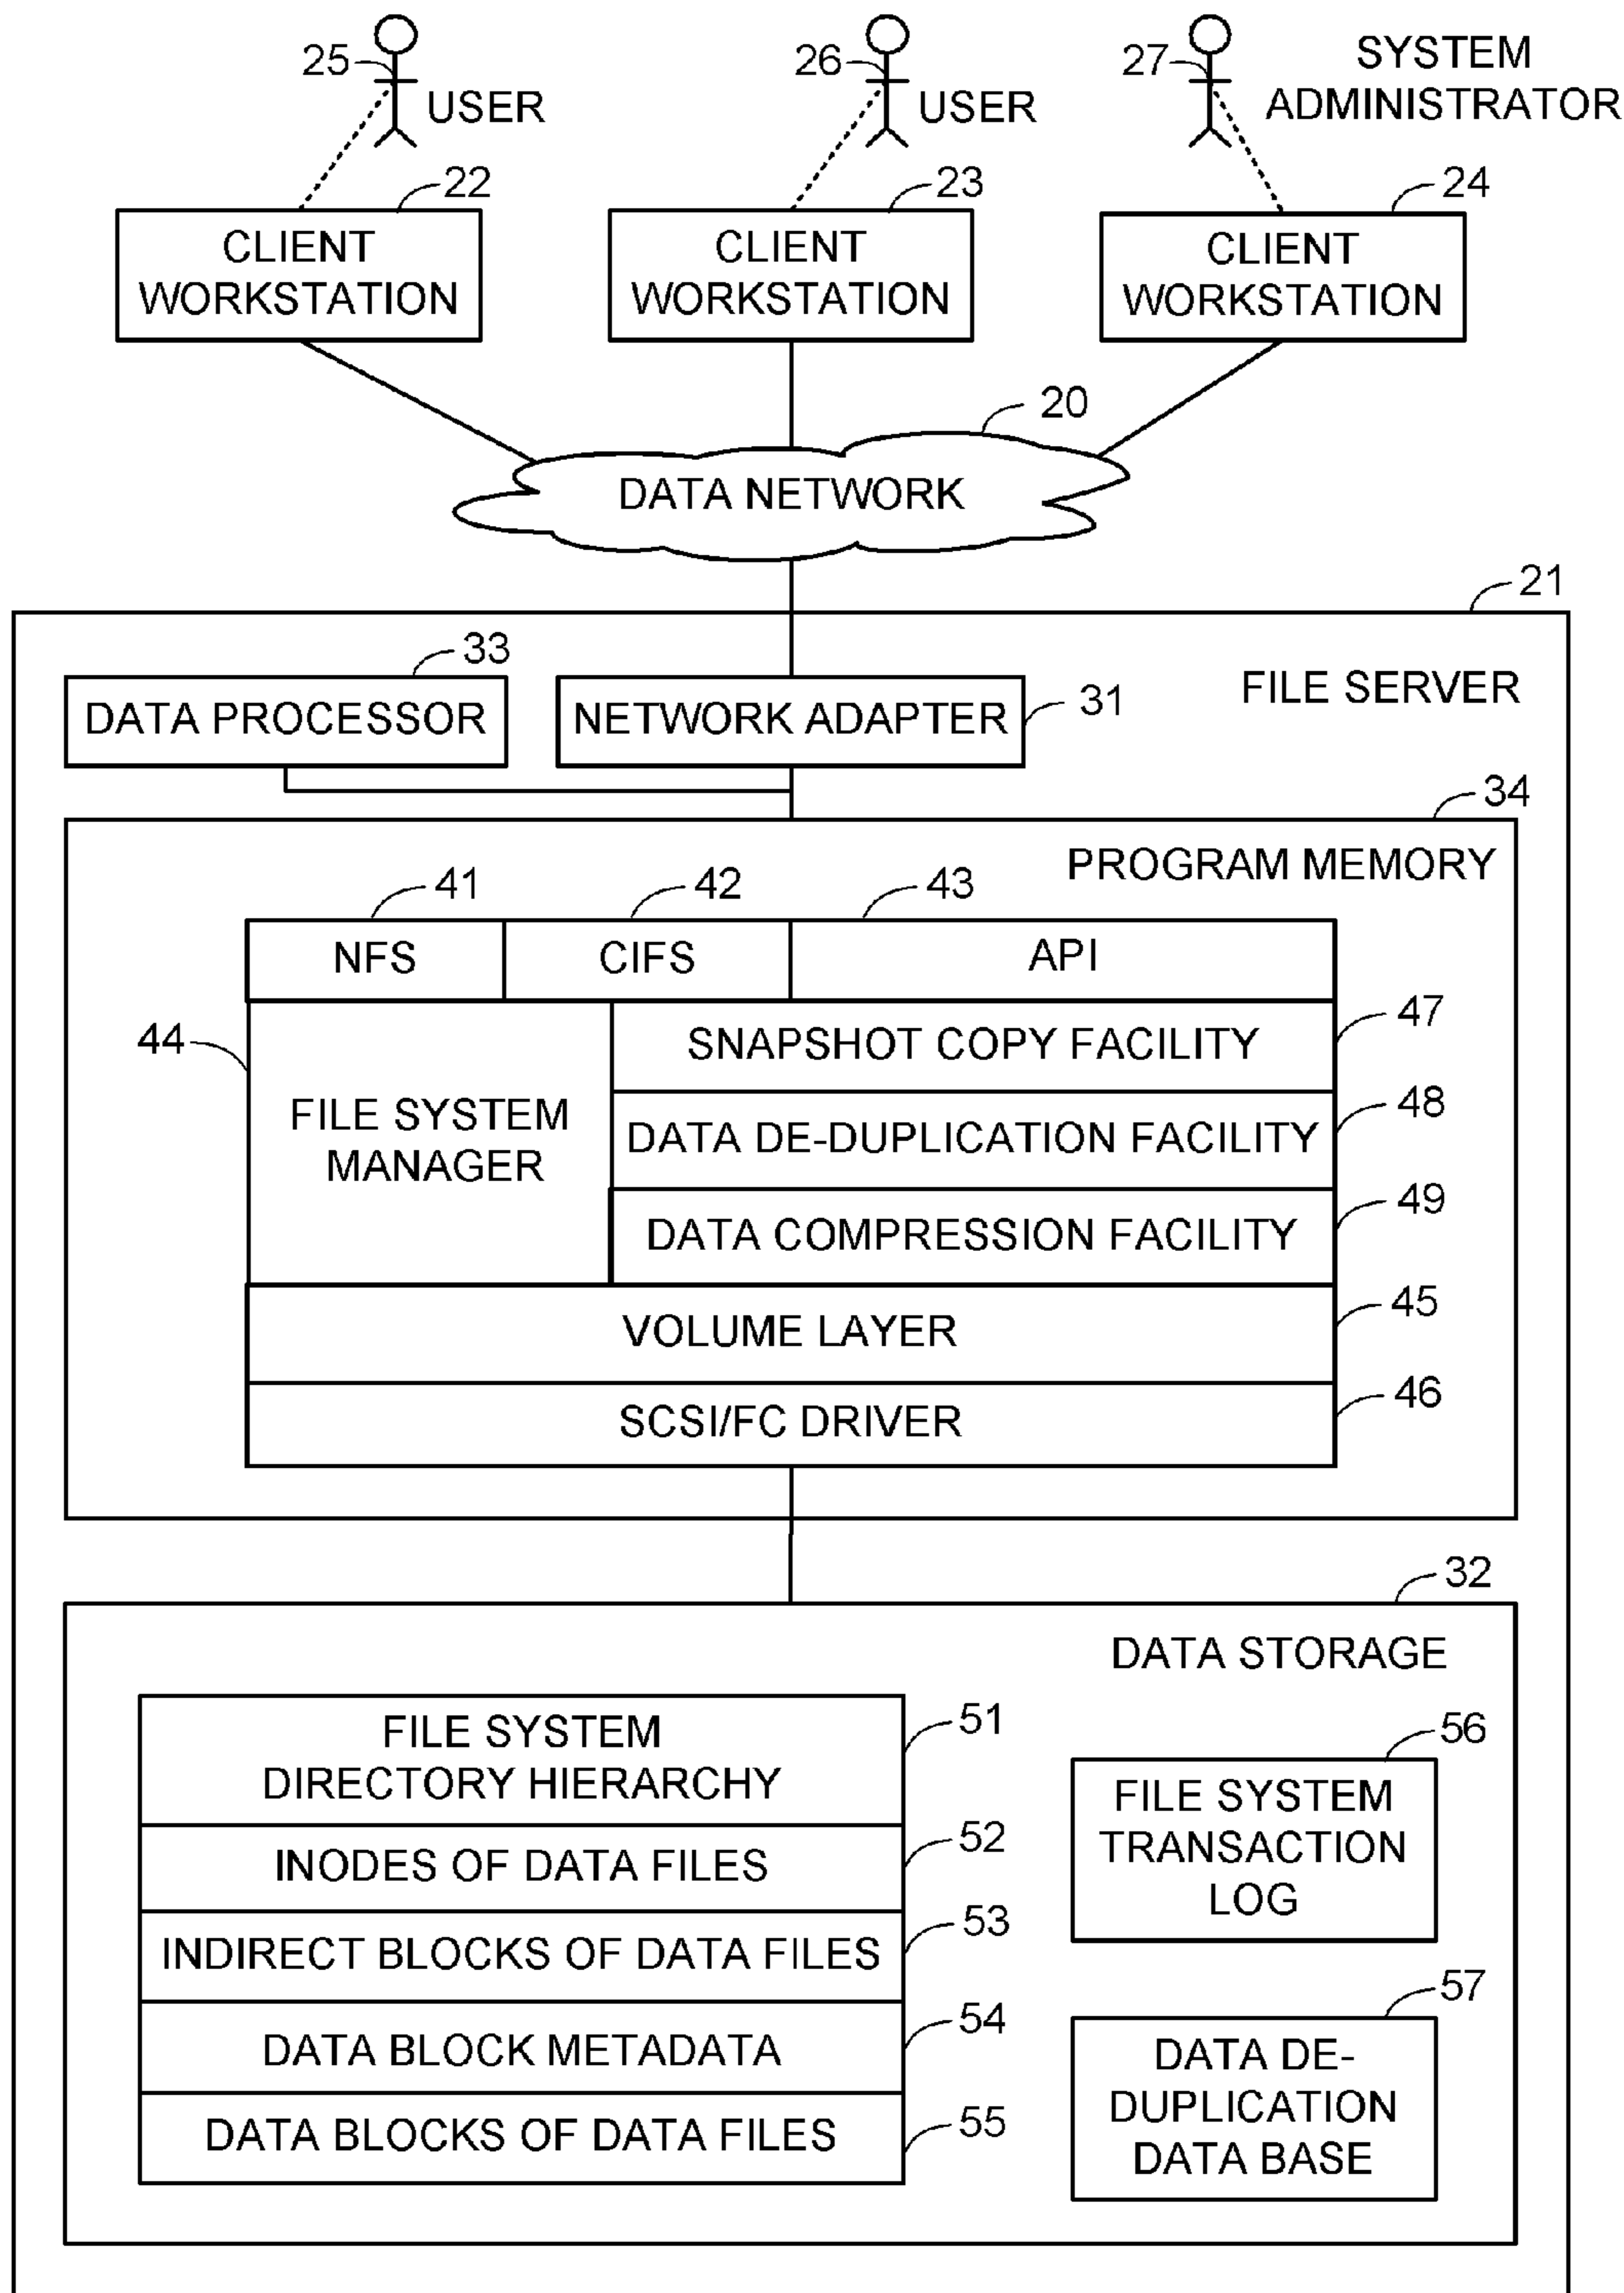 25
USER
26
USER
27
SYSTEM
ADMINISTRATOR
22
CLIENT
WORKSTATION
23
CLIENT
WORKSTATION
24
CLIENT
WORKSTATION
20
DATA NETWORK
21
FILE SERVER
33
DATA PROCESSOR
NETWORK ADAPTER
31
34
PROGRAM MEMORY
41
42
43
NFS
CIFS
API
44
FILE SYSTEM
MANAGER
SNAPSHOT COPY FACILITY
47
DATA DE-DUPLICATION FACILITY
48
DATA COMPRESSION FACILITY
49
VOLUME LAYER
45
SCSI/FC DRIVER
46
32
DATA STORAGE
FILE SYSTEM
DIRECTORY HIERARCHY
51
INODES OF DATA FILES
52
INDIRECT BLOCKS OF DATA FILES
53
DATA BLOCK METADATA
54
DATA BLOCKS OF DATA FILES
55
56
FILE SYSTEM
TRANSACTION
LOG
57
DATA DE-
DUPLICATION
DATA BASE